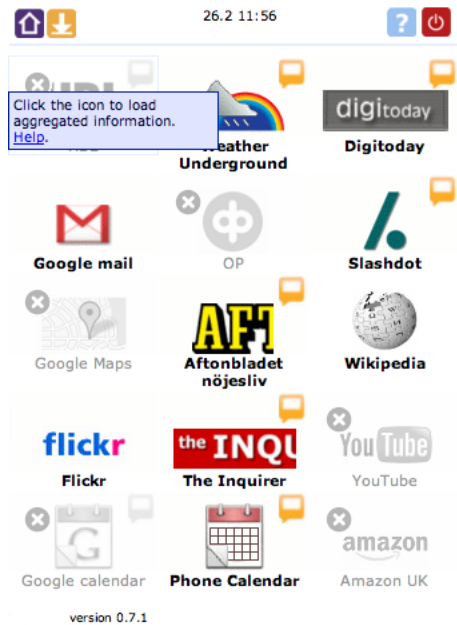 26.2 11:56
?
Click the icon to load
aggregated information.
Help.
Weather
Underground
digitoday
Digitoday
Google mail
OP
Slashdot
Google Maps
AFT
Aftonbladet
nöjesliv
Wikipedia
flickr
Flickr
the INQU
The Inquirer
You Tube
YouTube
G
Google calendar
Phone Calendar
amazon
Amazon UK
version 0.7.1